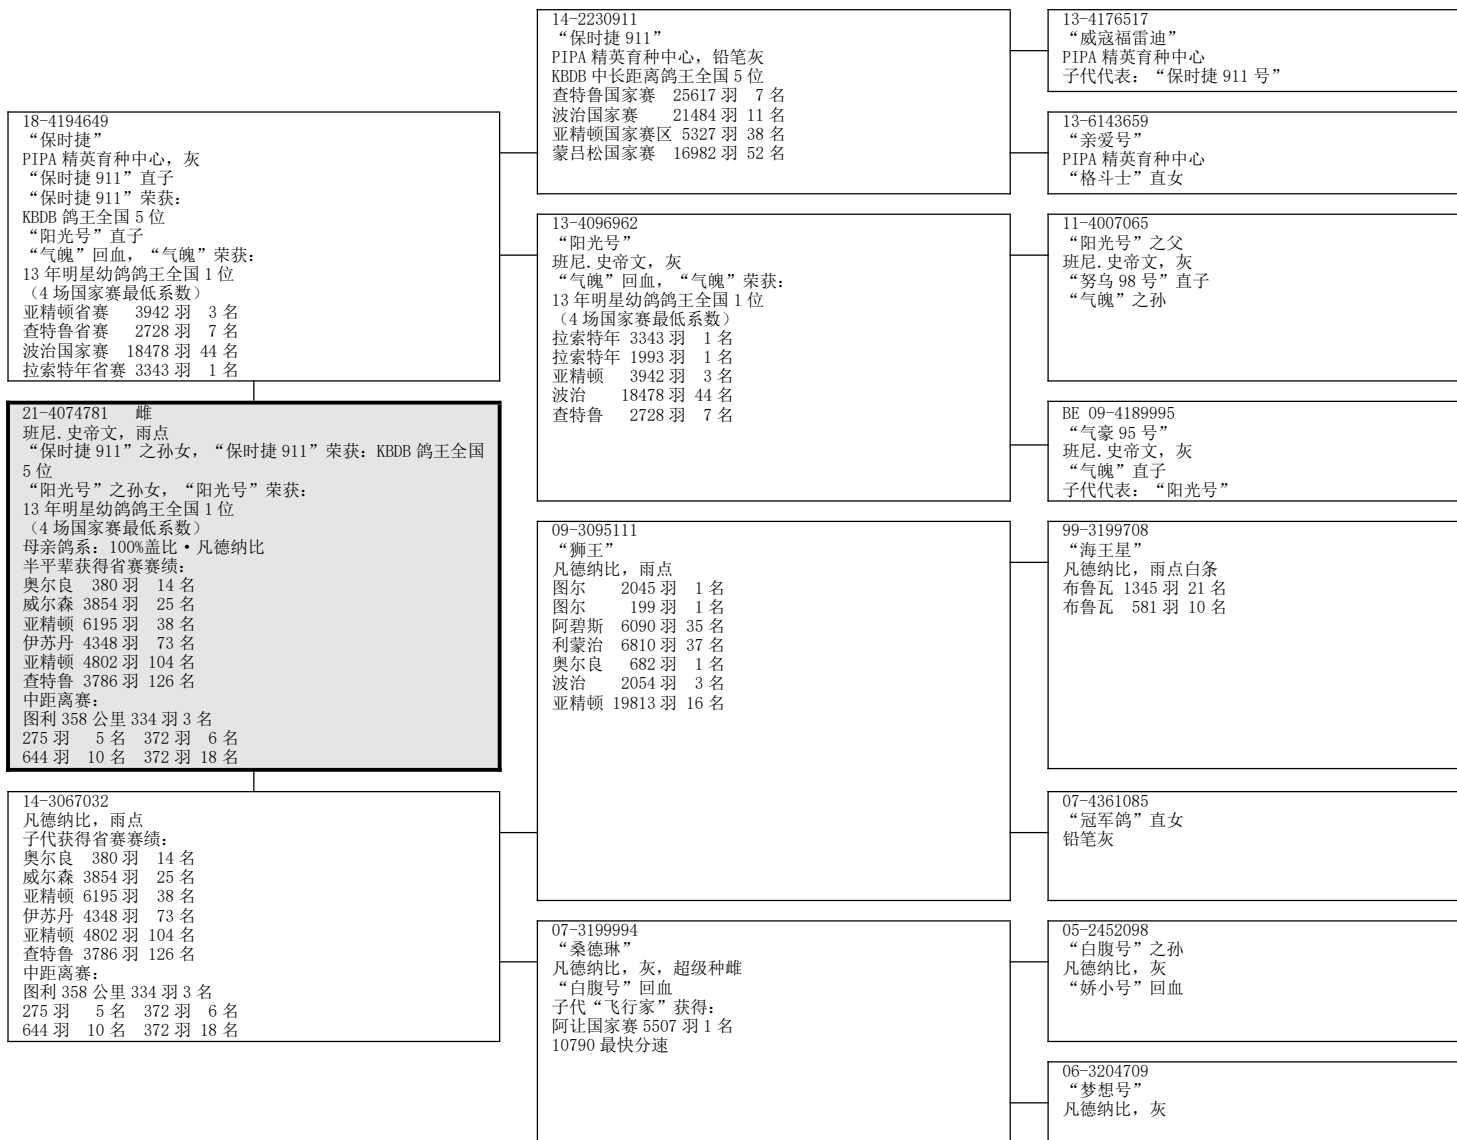 18-4194649
“保时捷”
PIPA 精英育种中心，灰
“保时捷 911”直子
“保时捷 911”荣获：
KBDB 鸽王全国 5 位
“阳光号”直子
“气魄”回血，“气魄”荣获：
13 年明星幼鸽鸽王全国 1 位
（4 场国家赛最低系数）
亚精顿省赛 3942 羽 3 名
查特鲁省赛 2728 羽 7 名
波治国家赛 18478 羽 44 名
拉索特年省赛 3343 羽 1 名
21-4074781 雌
班尼.史帝文，雨点
“保时捷 911”之孙女，“保时捷 911”荣获：KBDB 鸽王全国
5 位
“阳光号”之孙女，“阳光号”荣获：
13 年明星幼鸽鸽王全国 1 位
（4 场国家赛最低系数）
母亲鸽系：100%盖比•凡德纳比
半平辈获得省赛赛绩：
奥尔良 380 羽 14 名
威尔森 3854 羽 25 名
亚精顿 6195 羽 38 名
伊苏丹 4348 羽 73 名
亚精顿 4802 羽 104 名
查特鲁 3786 羽 126 名
中距离赛：
图利 358 公里 334 羽 3 名
275 羽 5 名 372 羽 6 名
644 羽 10 名 372 羽 18 名
14-3067032
凡德纳比，雨点
子代获得省赛赛绩：
奥尔良 380 羽 14 名
威尔森 3854 羽 25 名
亚精顿 6195 羽 38 名
伊苏丹 4348 羽 73 名
亚精顿 4802 羽 104 名
查特鲁 3786 羽 126 名
中距离赛：
图利 358 公里 334 羽 3 名
275 羽 5 名 372 羽 6 名
644 羽 10 名 372 羽 18 名
14-2230911
“保时捷 911”
PIPA 精英育种中心，铅笔灰
KBDB 中长距离鸽王全国 5 位
查特鲁国家赛 25617 羽 7 名
波治国家赛 21484 羽 11 名
亚精顿国家赛区 5327 羽 38 名
蒙吕松国家赛 16982 羽 52 名
13-4096962
“阳光号”
班尼.史帝文，灰
“气魄”回血，“气魄”荣获：
13 年明星幼鸽鸽王全国 1 位
（4 场国家赛最低系数）
拉索特年 3343 羽 1 名
拉索特年 1993 羽 1 名
亚精顿 3942 羽 3 名
波治 18478 羽 44 名
查特鲁 2728 羽 7 名
09-3095111
“狮王”
凡德纳比，雨点
图尔 2045 羽 1 名
图尔 199 羽 1 名
阿碧斯 6090 羽 35 名
利蒙治 6810 羽 37 名
奥尔良 682 羽 1 名
波治 2054 羽 3 名
亚精顿 19813 羽 16 名
07-3199994
“桑德琳”
凡德纳比，灰，超级种雌
“白腹号”回血
子代“飞行家”获得：
阿让国家赛 5507 羽 1 名
10790 最快分速
13-4176517
“威寇福雷迪”
PIPA 精英育种中心
子代代表：“保时捷 911 号”
13-6143659
“亲爱号”
PIPA 精英育种中心
“格斗士”直女
11-4007065
“阳光号”之父
班尼.史帝文，灰
“努乌 98 号”直子
“气魄”之孙
BE 09-4189995
“气豪 95 号”
班尼.史帝文，灰
“气魄”直子
子代代表：“阳光号”
99-3199708
“海王星”
凡德纳比，雨点白条
布鲁瓦 1345 羽 21 名
布鲁瓦 581 羽 10 名
07-4361085
“冠军鸽”直女
铅笔灰
05-2452098
“白腹号”之孙
凡德纳比，灰
“娇小号”回血
06-3204709
“梦想号”
凡德纳比，灰